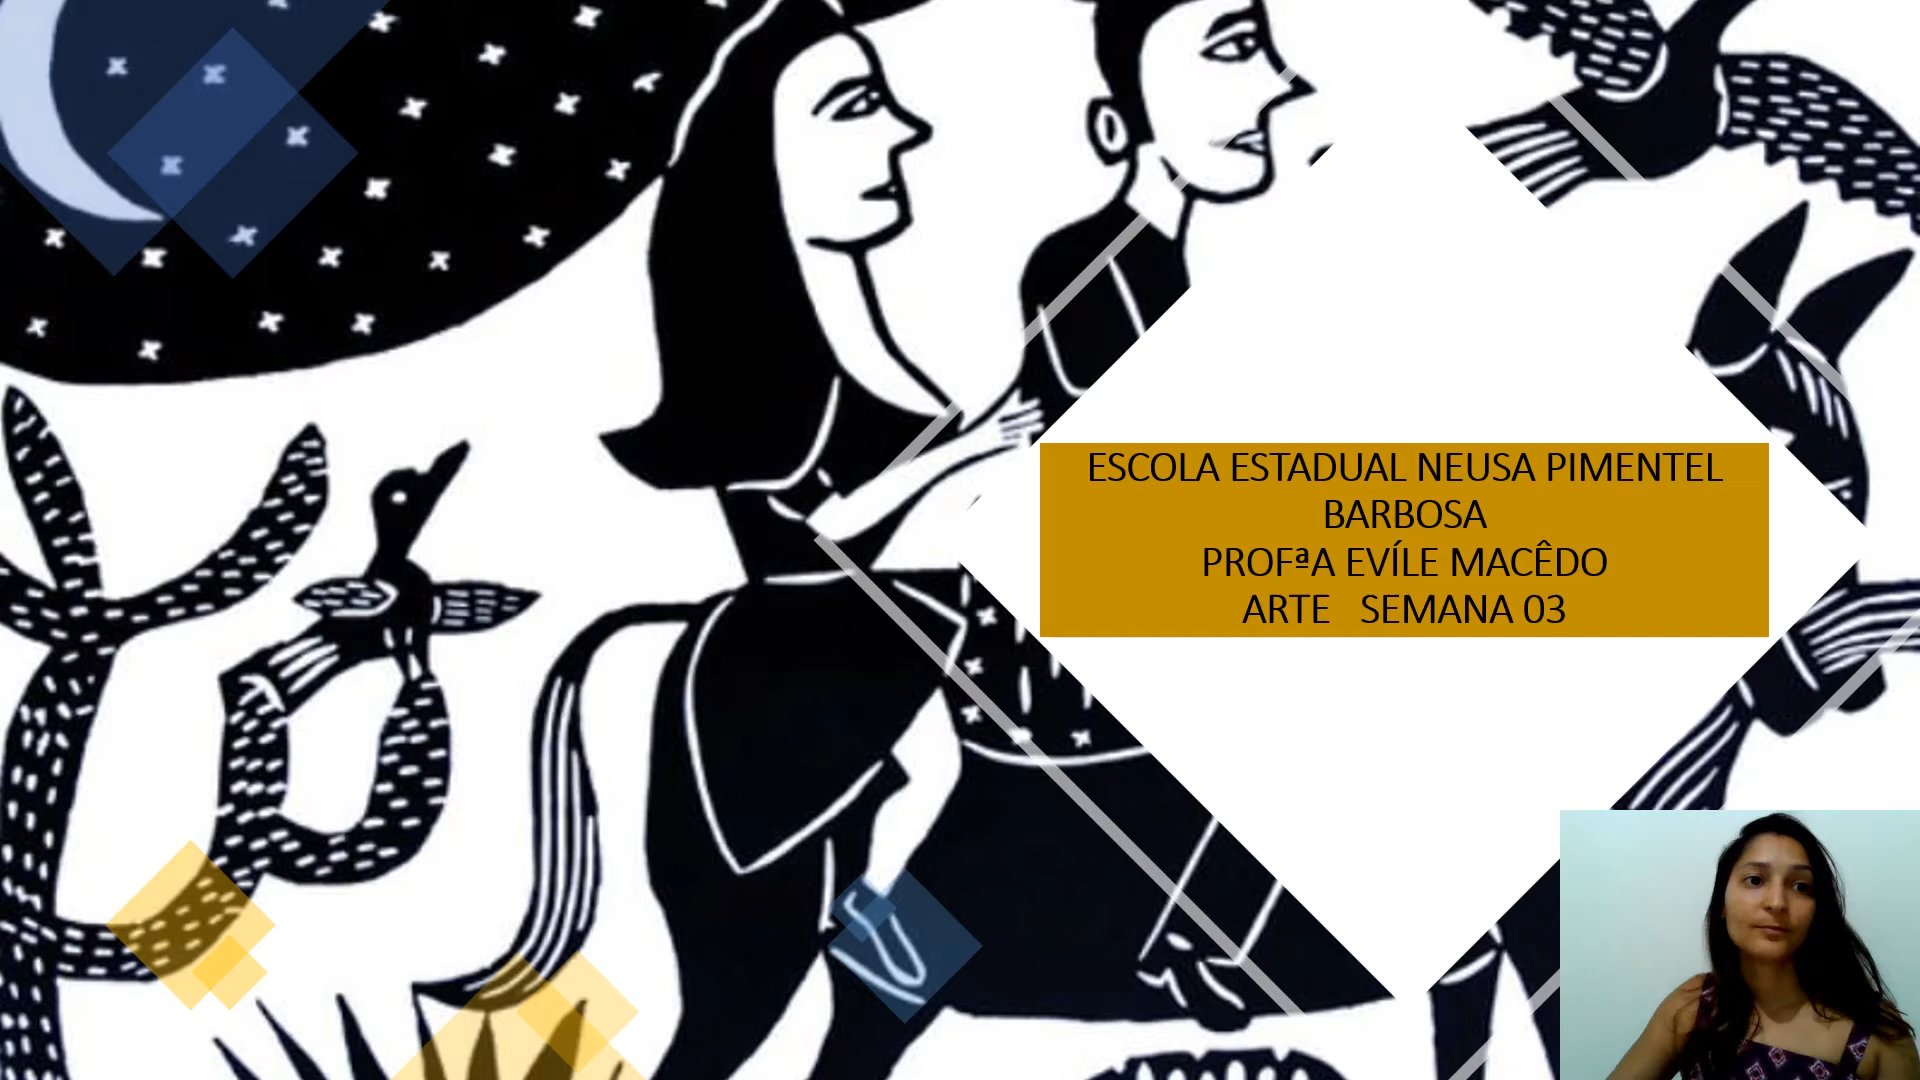 ESCOLA ESTADUAL NEUSA PIMENTEL
BARBOSA
PROFªA EVÍLE MACÊDO
ARTE SEMANA 03